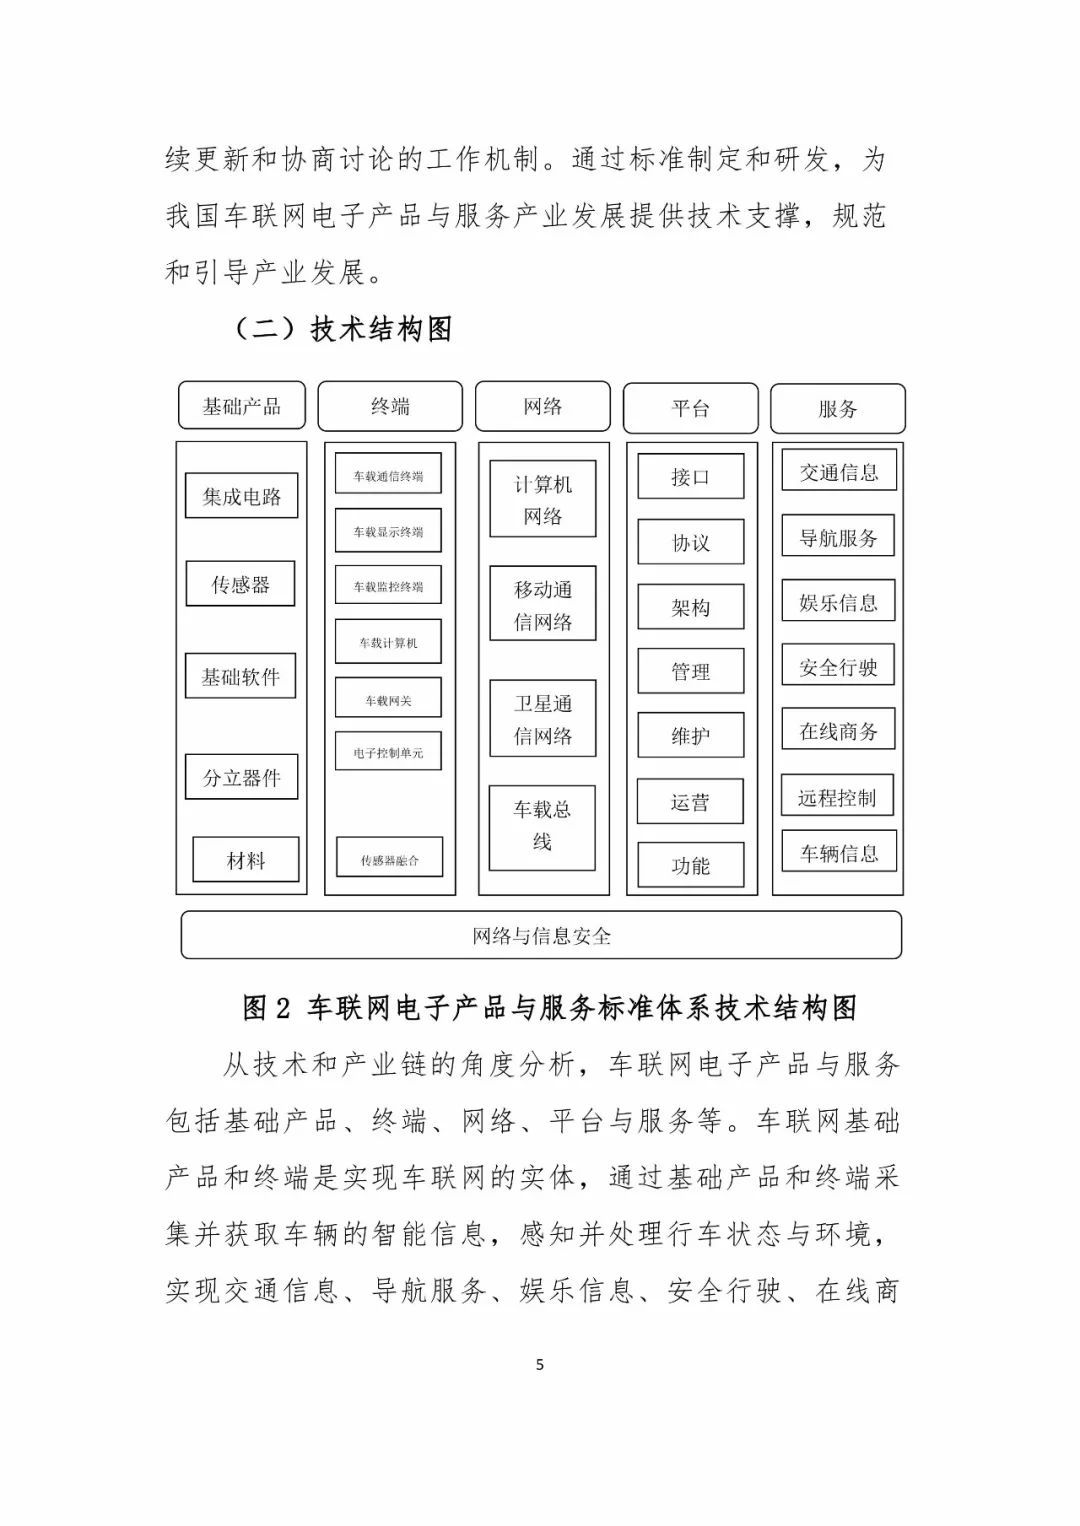 续更新和协商讨论的工作机制。通过标准制定和研发，为
我国车联网电子产品与服务产业发展提供技术支撑，规范
和引导产业发展。
（二）技术结构图
基础产品
集成电路
传感器
基础软件
分立器件
材料
终端
车载通信终端
车载显示终端
车载监控终端
车载计算机
车载网关
电子控制单元
传感器融合
网络
计算机
网络
移动通
信网络
卫星通
信网络
车载总
线
平台
接口
协议
架构
管理
维护
运营
功能
服务
交通信息
导航服务
娱乐信息
安全行驶
在线商务
远程控制
车辆信息
网络与信息安全
图2 车联网电子产品与服务标准体系技术结构图
从技术和产业链的角度分析，车联网电子产品与服务
包括基础产品、终端、网络、平台与服务等。车联网基础
产品和终端是实现车联网的实体，通过基础产品和终端采
集并获取车辆的智能信息，感知并处理行车状态与环境，
实现交通信息、导航服务、娱乐信息、安全行驶、在线商
5